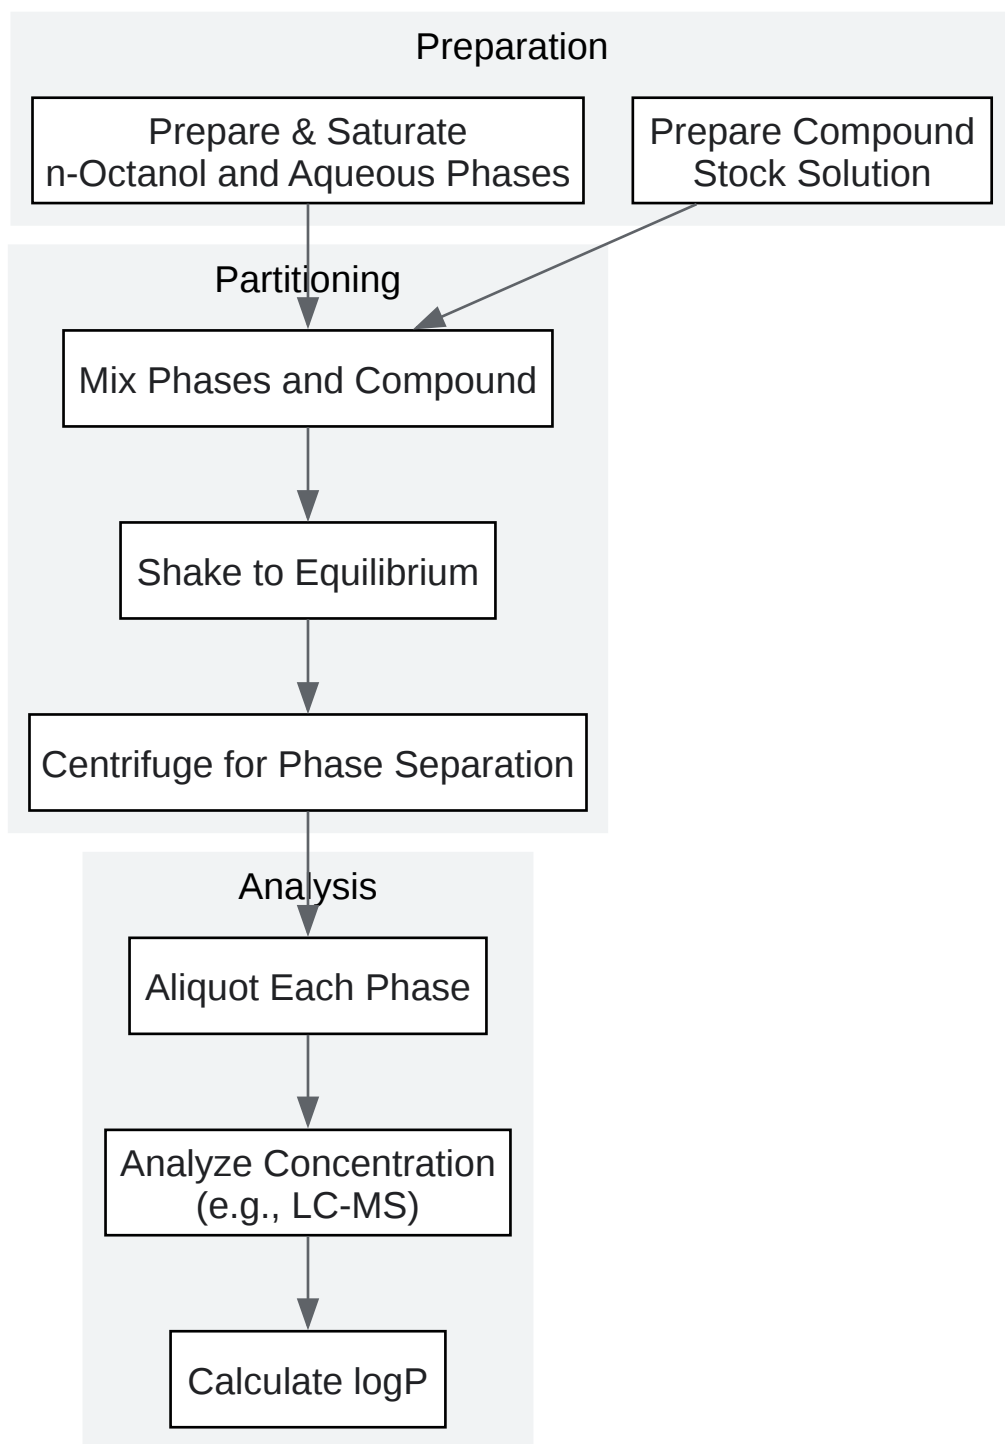 Preparation
Prepare & Saturate
n-Octanol and Aqueous Phases
Prepare Compound
Stock Solution
Partitioning
Mix Phases and Compound
Shake to Equilibrium
Centrifuge for Phase Separation
Analysis
Aliquot Each Phase
Analyze Concentration
(e.g., LC-MS)
Calculate logP